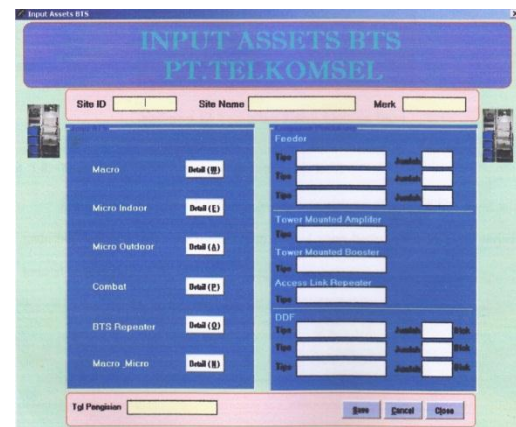 Input Assets BTS
INPUT ASSETS BTS
PT.TELKOMSEL
Site ID Site Name Merk
Macro Detail (W)
Micro Indoor Detail (E)
Micro Outdoor Detail (A)
Combat Detail (P)
BTS Repeater Detail (Q)
Macro_Micro Detail (R)
Feeder
Tipe Jumlah
Tipe Jumlah
Tipe Jumlah
Tower Mounted Amplifier
Tipe
Tower Mounted Booster
Tipe
Access Link Repeater
Tipe
DDF
Tipe Jumlah Blok
Tipe Jumlah Blok
Tipe Jumlah Blok
Tgl Pengisian
Save Cancel Close